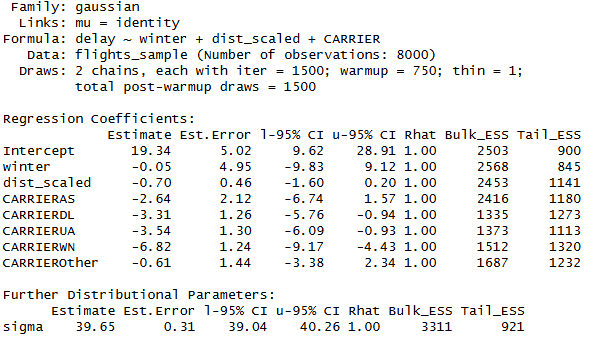 Family: gaussian
Links: mu = identity
Formula: delay ~ winter + dist_scaled + CARRIER
Data: flights_sample (Number of observations: 8000)
Draws: 2 chains, each with iter = 1500; warmup = 750; thin = 1;
total post-warmup draws = 1500
Regression Coefficients:
Estimate Est.Error l-95% CI u-95% CI Rhat Bulk_ESS Tail_ESS
Intercept 19.34 5.02 9.62 28.91 1.00 2503 900
winter -0.05 4.95 -9.83 9.12 1.00 2568 845
dist_scaled -0.70 0.46 -1.60 0.20 1.00 2453 1141
CARRIERAS -2.64 2.12 -6.74 1.57 1.00 2416 1180
CARRIERDL -3.31 1.26 -5.76 -0.94 1.00 1335 1273
CARRIERUA -3.54 1.30 -6.09 -0.93 1.00 1373 1113
CARRIERWN -6.82 1.24 -9.17 -4.43 1.00 1512 1320
CARRIEROther -0.61 1.44 -3.38 2.34 1.00 1687 1232
Further Distributional Parameters:
Estimate Est.Error l-95% CI u-95% CI Rhat Bulk_ESS Tail_ESS
sigma 39.65 0.31 39.04 40.26 1.00 3311 921